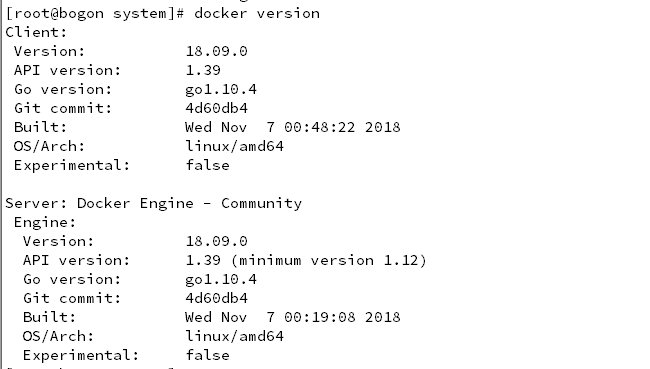 [root@bogon system]# docker version
Client:
 Version:           18.09.0
 API version:       1.39
 Go version:        go1.10.4
 Git commit:        4d60db4
 Built:             Wed Nov  7 00:48:22 2018
 OS/Arch:           linux/amd64
 Experimental:      false

Server: Docker Engine - Community
 Engine:
  Version:          18.09.0
  API version:      1.39 (minimum version 1.12)
  Go version:       go1.10.4
  Git commit:       4d60db4
  Built:            Wed Nov  7 00:19:08 2018
  OS/Arch:          linux/amd64
  Experimental:     false